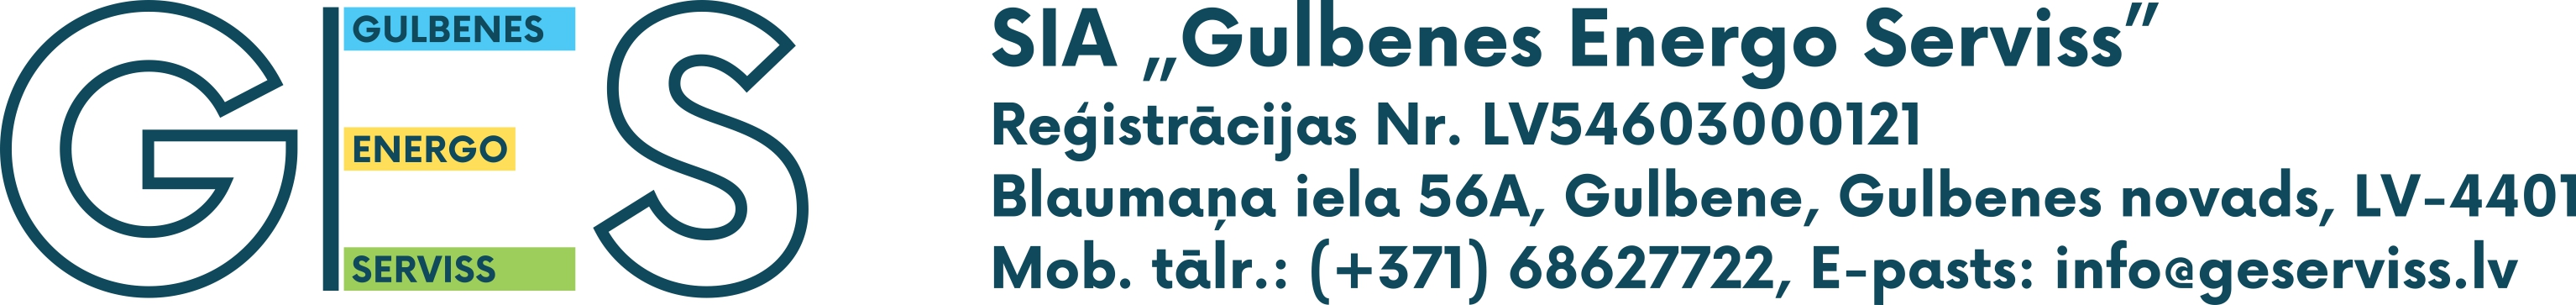 GES
GULBENES
ENERGO
SERVISS
SIA „Gulbenes Energo Serviss”
Reģistrācijas Nr. LV54603000121
Blaumaņa iela 56A, Gulbene, Gulbenes novads, LV-4401
Mob. tālr.: (+371) 68627722, E-pasts: info@geserviss.lv